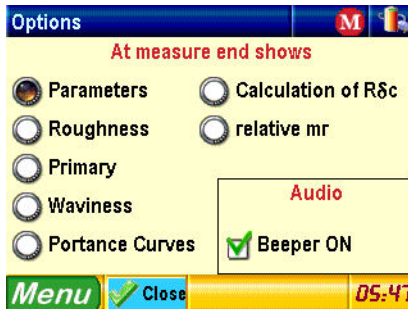 Options
M
At measure end shows
Parameters
Calculation of Rδc
Roughness
relative mr
Primary
Waviness
Portance Curves
Audio
Beeper ON
Menu
Close
05:47